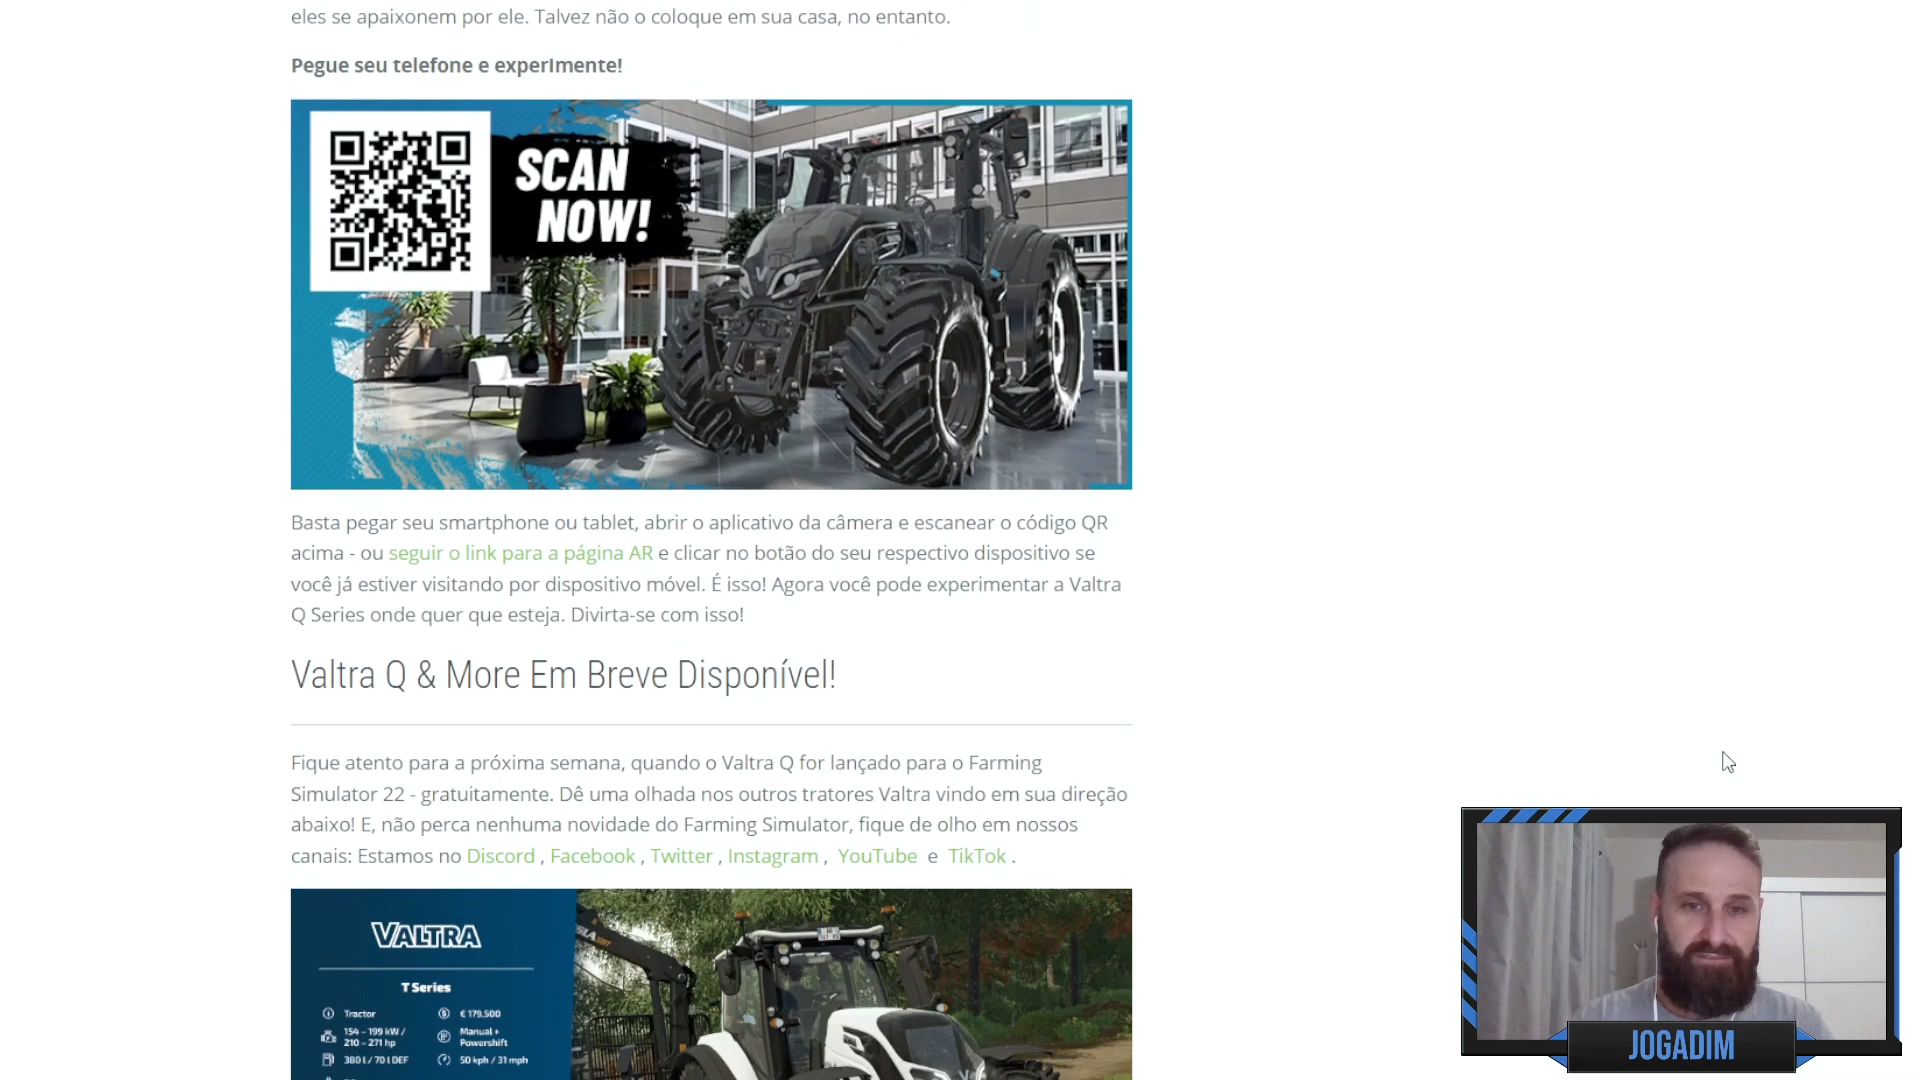 eles se apaixonem por ele. Talvez não o coloque em sua casa, no entanto.
Pegue seu telefone e experImente!
SCAN
NOW!
Basta pegar seu smartphone ou tablet, abrir o aplicativo da câmera e escanear o código QR
acima - ou seguir o link para a página AR e clicar no botão do seu respectivo dispositivo se
você já estiver visitando por dispositivo móvel. É isso! Agora você pode experimentar a Valtra
Q Series onde quer que esteja. Divirta-se com isso!
Valtra Q & More Em Breve Disponível!
Fique atento para a próxima semana, quando o Valtra Q for lançado para o Farming
Simulator 22 - gratuitamente. Dê uma olhada nos outros tratores Valtra vindo em sua direção
abaixo! E, não perca nenhuma novidade do Farming Simulator, fique de olho em nossos
canais: Estamos no Discord , Facebook , Twitter , Instagram , YouTube e TikTok .
VALTRA
T Series
Tractor
€ 179.500
154 – 199 kW /
210 – 271 hp
Manual +
Powershift
380 l / 70 l DEF
50 kph / 31 mph
JOGADIM